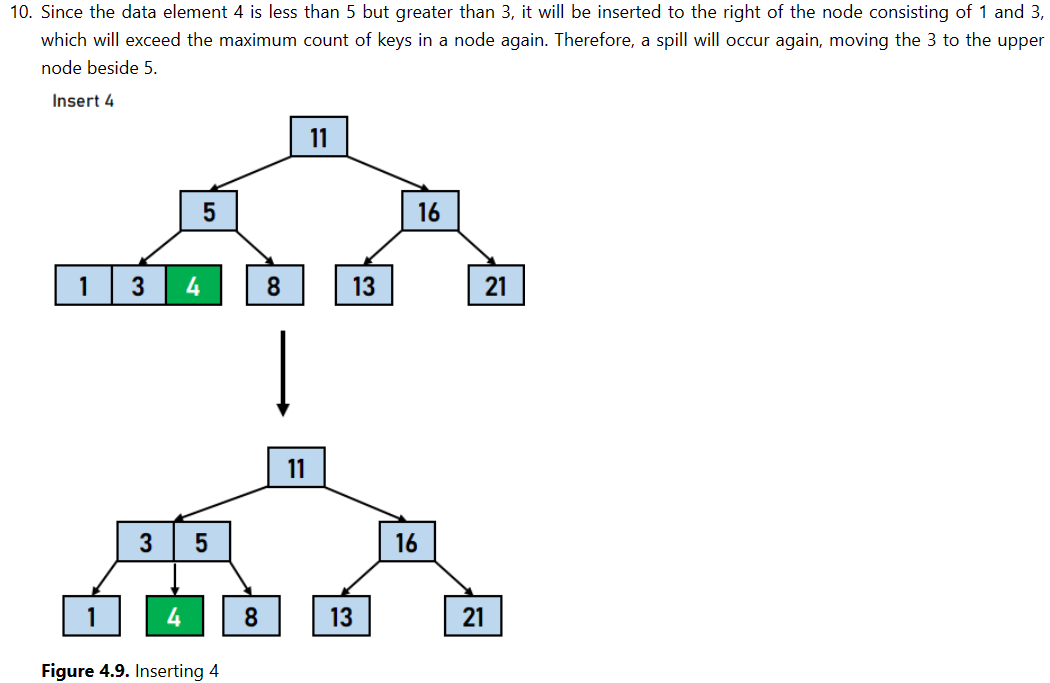 10. Since the data element 4 is less than 5 but greater than 3, it will be inserted to the right of the node consisting of 1 and 3,
which will exceed the maximum count of keys in a node again. Therefore, a spill will occur again, moving the 3 to the upper
node beside 5.
Insert 4
11
5 16
1 3 4 8 13 21
11
3 5 16
1 4 8 13 21
Figure 4.9. Inserting 4